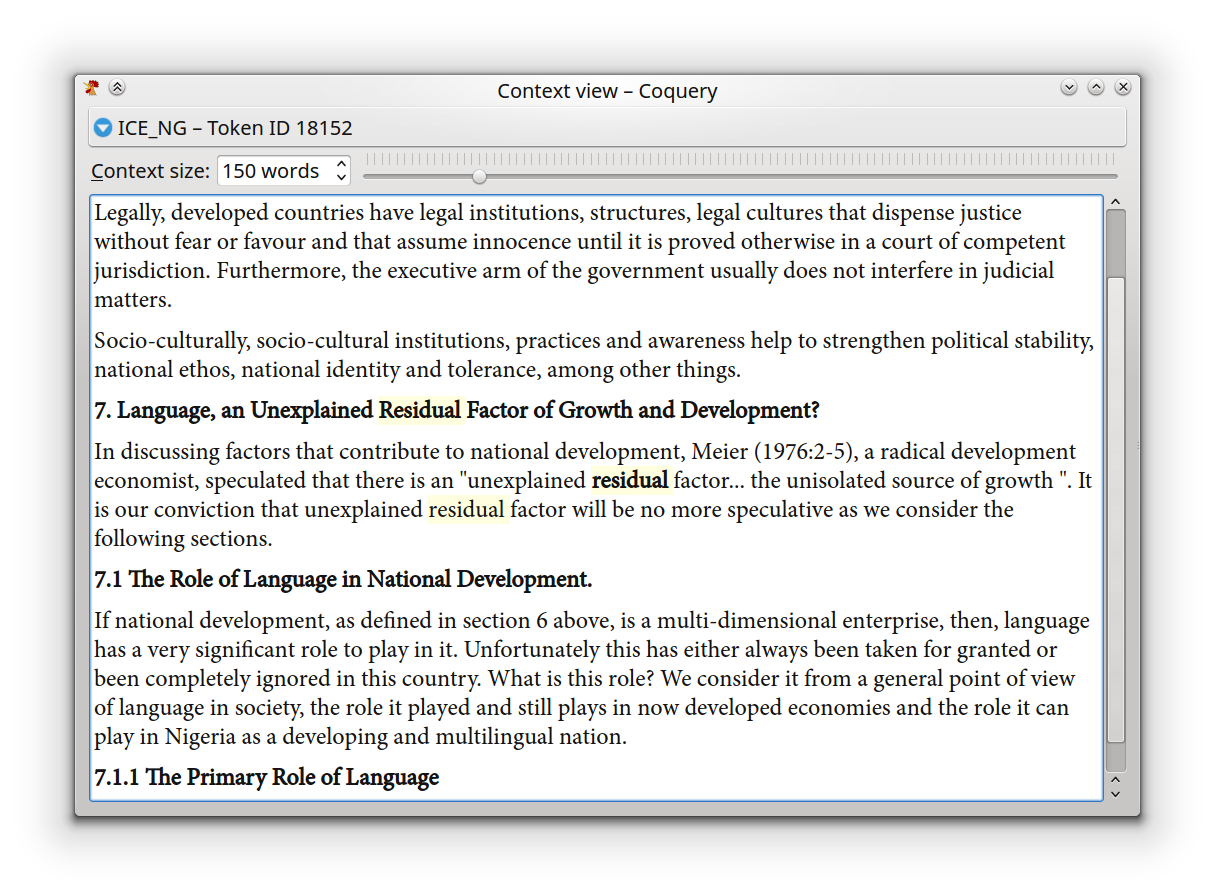 Context view – Coquery
ICE_NG – Token ID 18152
Context size: 150 words
Legally, developed countries have legal institutions, structures, legal cultures that dispense justice
without fear or favour and that assume innocence until it is proved otherwise in a court of competent
jurisdiction. Furthermore, the executive arm of the government usually does not interfere in judicial
matters.
Socio-culturally, socio-cultural institutions, practices and awareness help to strengthen political stability,
national ethos, national identity and tolerance, among other things.
7. Language, an Unexplained Residual Factor of Growth and Development?
In discussing factors that contribute to national development, Meier (1976:2-5), a radical development
economist, speculated that there is an "unexplained residual factor... the unisolated source of growth ". It
is our conviction that unexplained residual factor will be no more speculative as we consider the
following sections.
7.1 The Role of Language in National Development.
If national development, as defined in section 6 above, is a multi-dimensional enterprise, then, language
has a very significant role to play in it. Unfortunately this has either always been taken for granted or
been completely ignored in this country. What is this role? We consider it from a general point of view
of language in society, the role it played and still plays in now developed economies and the role it can
play in Nigeria as a developing and multilingual nation.
7.1.1 The Primary Role of Language